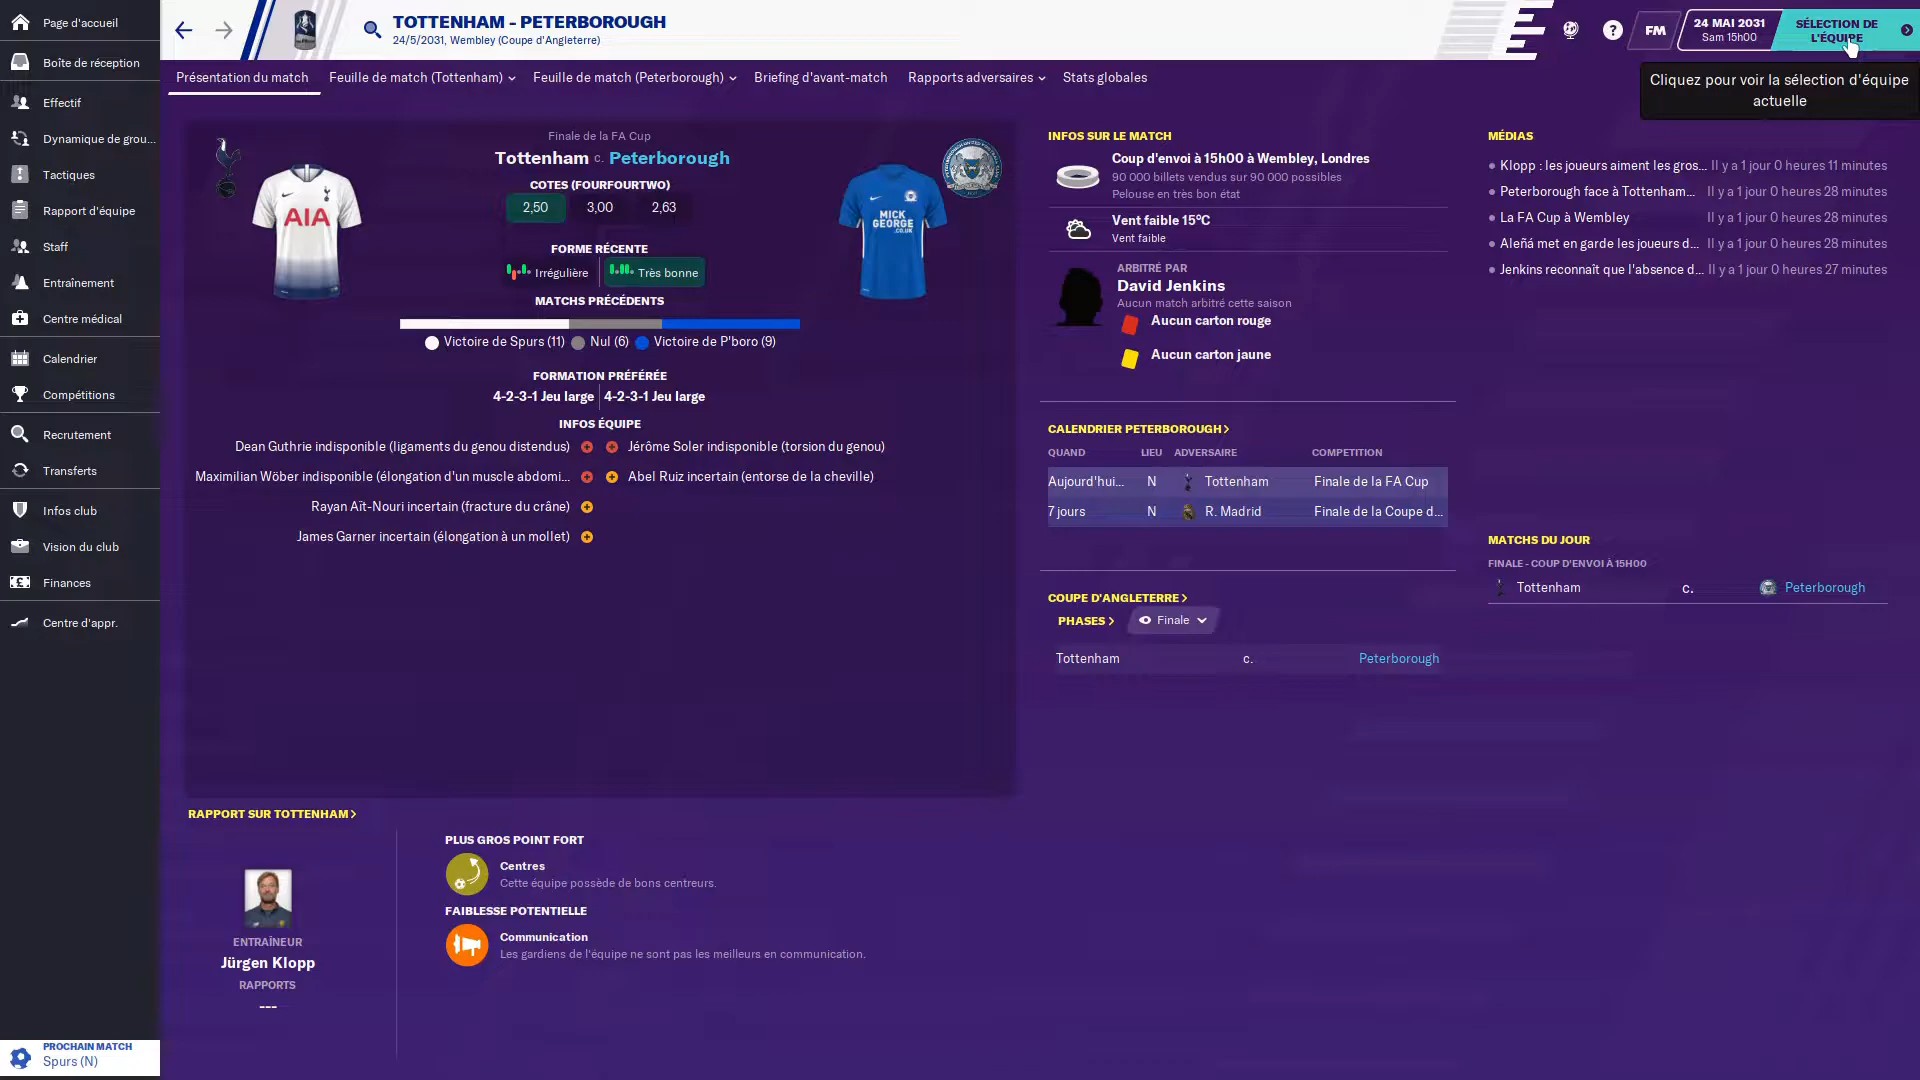 Page d'accueil
Boîte de réception
Effectif
Dynamique de grou...
Tactiques
Rapport d'équipe
Staff
Entraînement
Centre médical
Calendrier
Compétitions
Recrutement
Transferts
Infos club
Vision du club
Finances
Centre d'appr.
PROCHAIN MATCH
Spurs (N)
TOTTENHAM - PETERBOROUGH
24/5/2031, Wembley (Coupe d'Angleterre)
?
FM
24 MAI 2031
Sam 15h00
SÉLECTION DE
L'ÉQUIPE
Cliquez pour voir la sélection d'équipe
actuelle
Présentation du match
Feuille de match (Tottenham)
Feuille de match (Peterborough)
Briefing d'avant-match
Rapports adversaires
Stats globales
Finale de la FA Cup
Tottenham c. Peterborough
COTES (FOURFOURTWO)
2,50 3,00 2,63
AIA
MICK
GEORGE
.CO.UK
FORME RÉCENTE
Irrégulière
Très bonne
MATCHS PRÉCÉDENTS
Victoire de Spurs (11) Nul (6) Victoire de P'boro (9)
FORMATION PRÉFÉRÉE
4-2-3-1 Jeu large 4-2-3-1 Jeu large
INFOS ÉQUIPE
Dean Guthrie indisponible (ligaments du genou distendus)
Jérôme Soler indisponible (torsion du genou)
Maximilian Wöber indisponible (élongation d'un muscle abdomi...
Abel Ruiz incertain (entorse de la cheville)
Rayan Aït-Nouri incertain (fracture du crâne)
James Garner incertain (élongation à un mollet)
RAPPORT SUR TOTTENHAM
ENTRAÎNEUR
Jürgen Klopp
RAPPORTS
---
PLUS GROS POINT FORT
Centres
Cette équipe possède de bons centreurs.
FAIBLESSE POTENTIELLE
Communication
Les gardiens de l'équipe ne sont pas les meilleurs en communication.
INFOS SUR LE MATCH
Coup d'envoi à 15h00 à Wembley, Londres
90 000 billets vendus sur 90 000 possibles
Pelouse en très bon état
Vent faible 15°C
Vent faible
ARBITRÉ PAR
David Jenkins
Aucun match arbitré cette saison
Aucun carton rouge
Aucun carton jaune
CALENDRIER PETERBOROUGH
QUAND LIEU ADVERSAIRE COMPETITION
Aujourd'hui... N Tottenham Finale de la FA Cup
7 jours N R. Madrid Finale de la Coupe d...
COUPE D'ANGLETERRE
PHASES
Finale
Tottenham c. Peterborough
MÉDIAS
Klopp : les joueurs aiment les gros... Il y a 1 jour 0 heures 11 minutes
Peterborough face à Tottenham... Il y a 1 jour 0 heures 28 minutes
La FA Cup à Wembley Il y a 1 jour 0 heures 28 minutes
Aleñá met en garde les joueurs d... Il y a 1 jour 0 heures 28 minutes
Jenkins reconnaît que l'absence d... Il y a 1 jour 0 heures 27 minutes
MATCHS DU JOUR
FINALE - COUP D'ENVOI À 15H00
Tottenham c. Peterborough